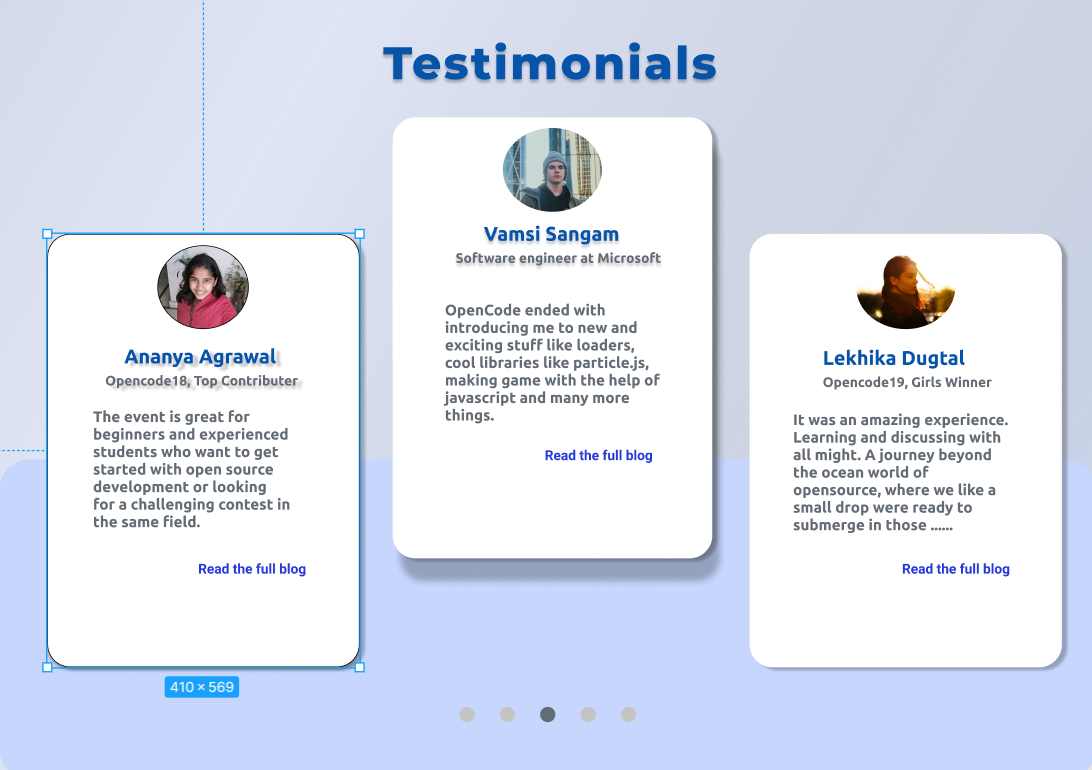 Testimonials
Ananya Agrawal
Opencode18, Top Contributer
The event is great for
beginners and experienced
students who want to get
started with open source
development or looking
for a challenging contest in
the same field.
Read the full blog
410 × 569
Vamsi Sangam
Software engineer at Microsoft
OpenCode ended with
introducing me to new and
exciting stuff like loaders,
cool libraries like particle.js,
making game with the help of
javascript and many more
things.
Read the full blog
Lekhika Dugtal
Opencode19, Girls Winner
It was an amazing experience.
Learning and discussing with
all might. A journey beyond
the ocean world of
opensource, where we like a
small drop were ready to
submerge in those ......
Read the full blog